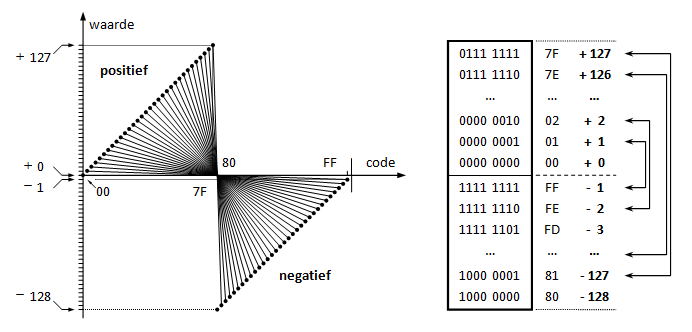 waarde
+ 127
positief
+ 0
– 1
00
7F
80
FF
code
– 128
negatief
0111 1111 7F + 127
0111 1110 7E + 126
... ... ...
0000 0010 02 + 2
0000 0001 01 + 1
0000 0000 00 + 0
1111 1111 FF - 1
1111 1110 FE - 2
1111 1101 FD - 3
... ... ...
1000 0001 81 - 127
1000 0000 80 - 128